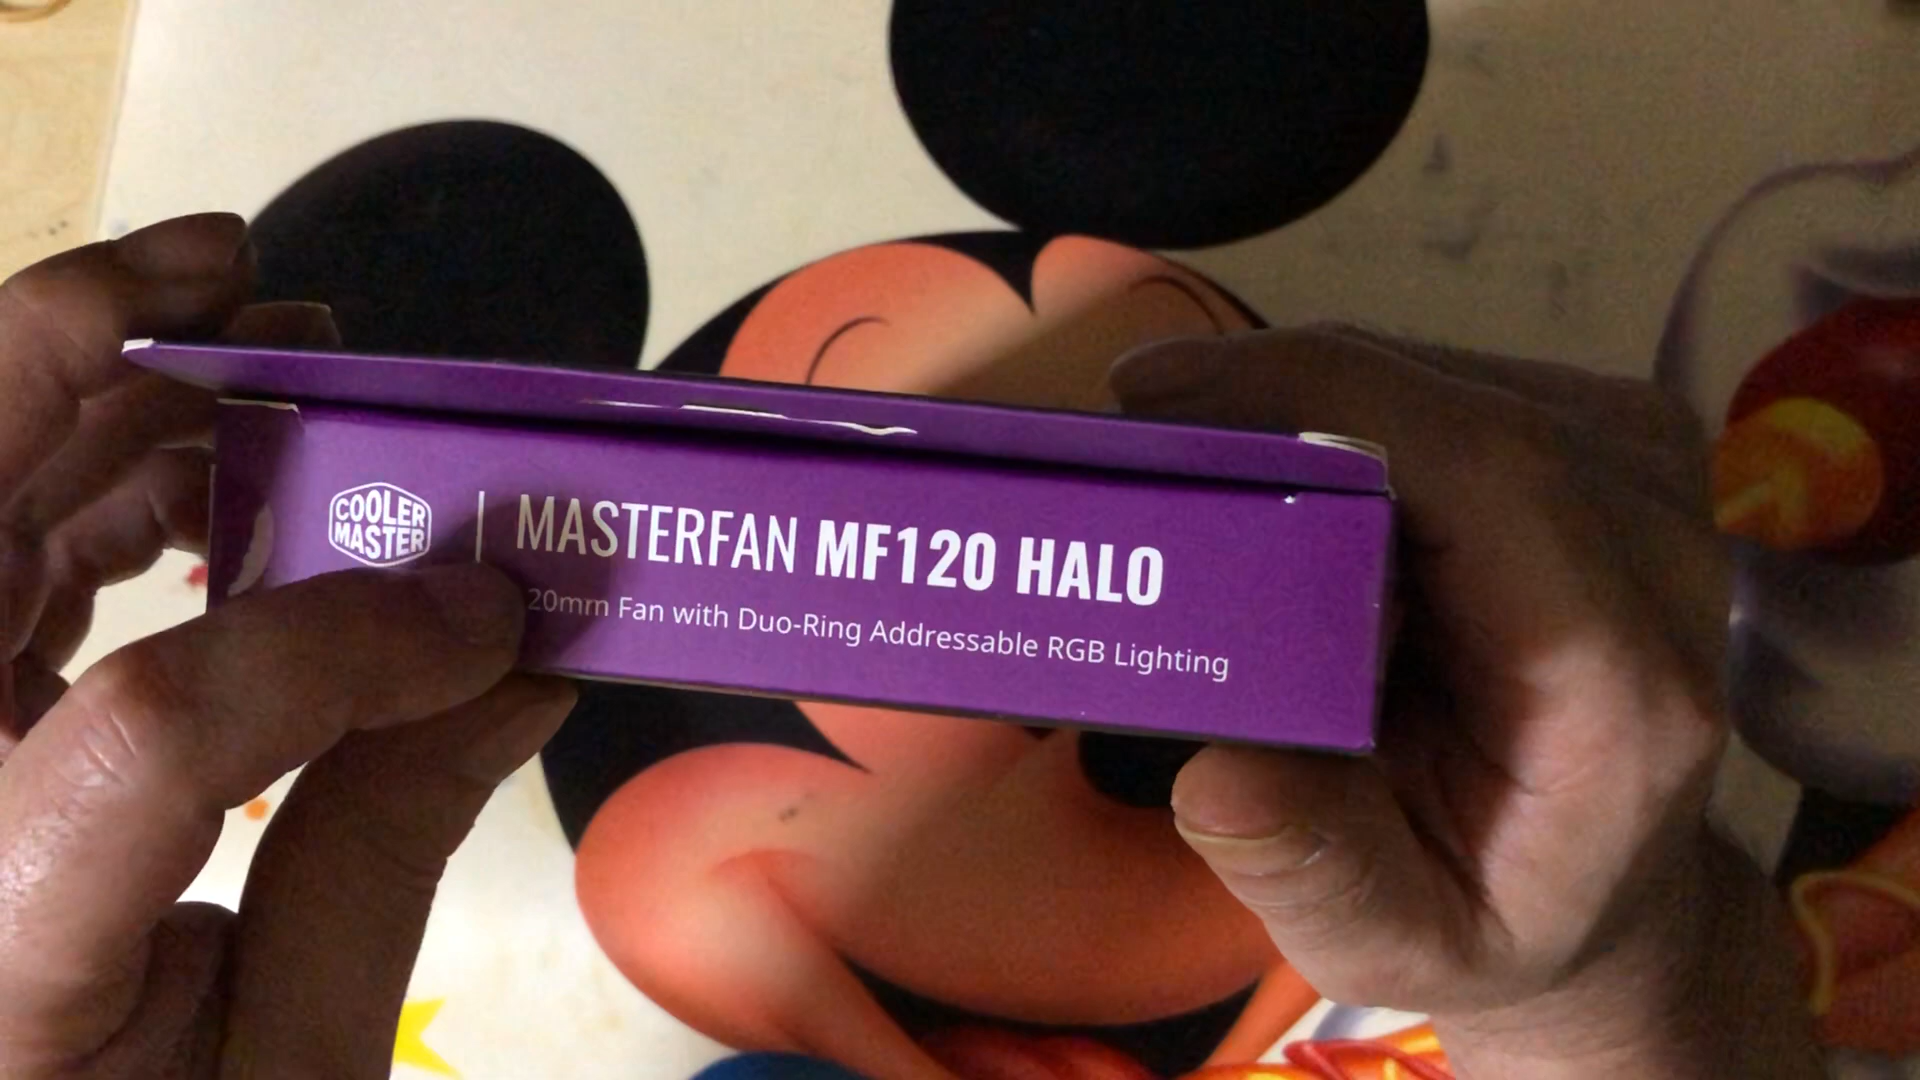 COOLER
MASTER
MASTERFAN MF120 HALO
20mm Fan with Duo-Ring Addressable RGB Lighting